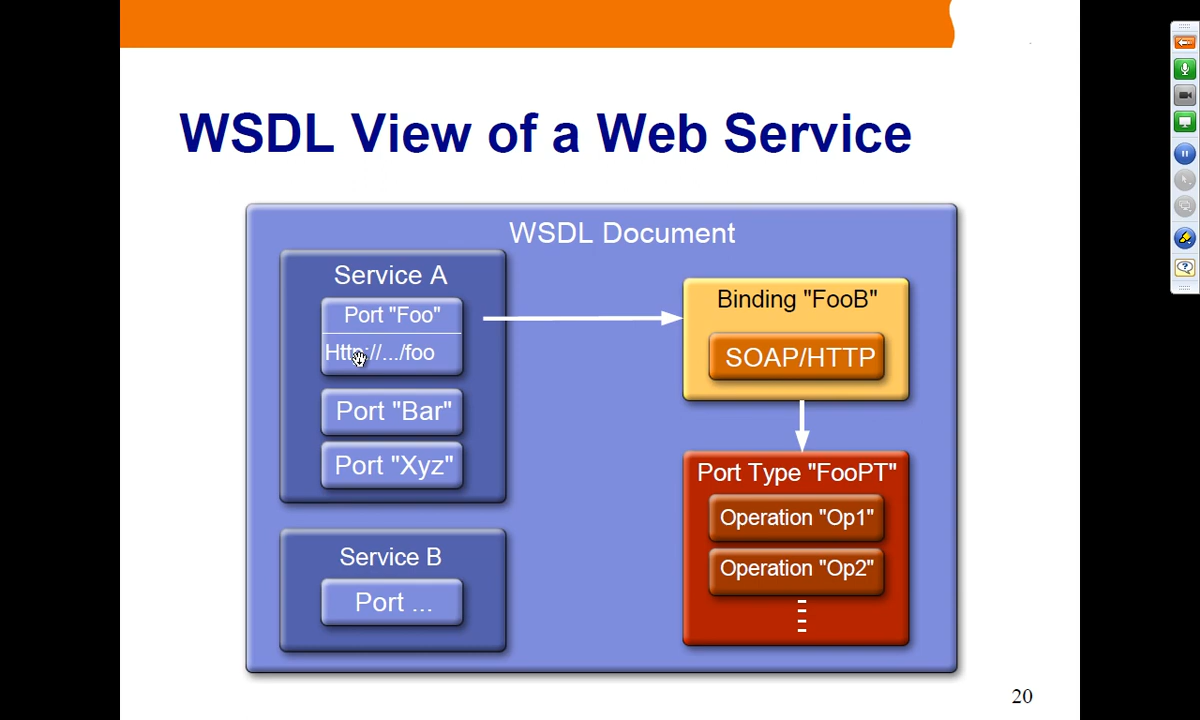 WSDL View of a Web Service
WSDL Document
Service A
Port "Foo"
Http://.../foo
Port "Bar"
Port "Xyz"
Service B
Port ...
Binding "FooB"
SOAP/HTTP
Port Type "FooPT"
Operation "Op1"
Operation "Op2"
20